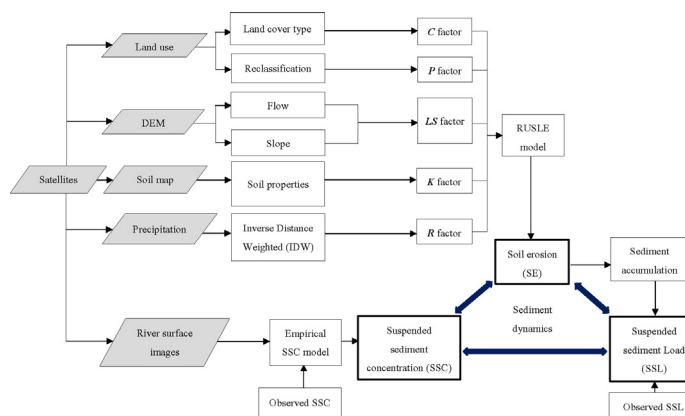 Land use
Land cover type
C factor
Reclassification
P factor
DEM
Flow
LS factor
Slope
RUSLE
model
Satellites
Soil map
Soil properties
K factor
Precipitation
Inverse Distance
Weighted (IDW)
R factor
Soil erosion
(SE)
Sediment
accumulation
Sediment
dynamics
River surface
images
Empirical
SSC model
Suspended
sediment
concentration (SSC)
Suspended
sediment Load
(SSL)
Observed SSC
Observed SSL